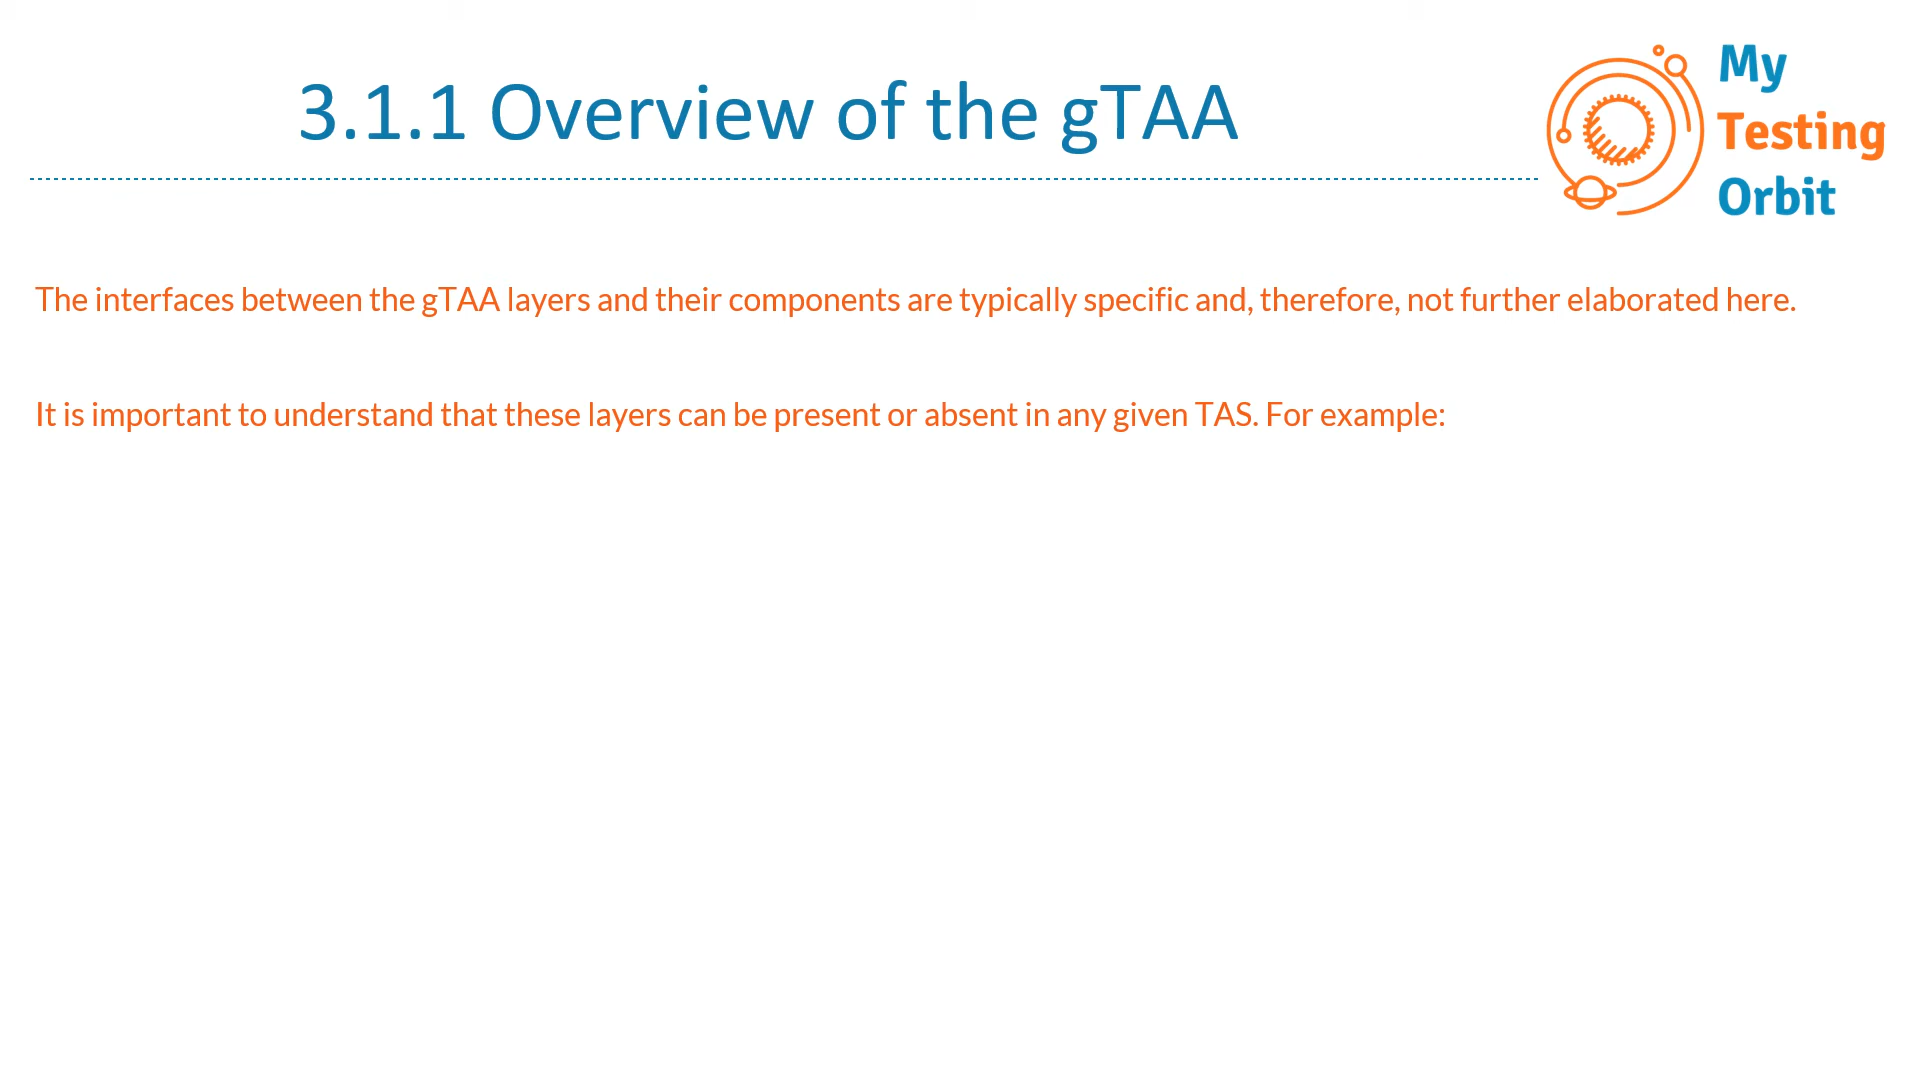 3.1.1 Overview of the gTAA
My
Testing
Orbit
The interfaces between the gTAA layers and their components are typically specific and, therefore, not further elaborated here.
It is important to understand that these layers can be present or absent in any given TAS. For example: